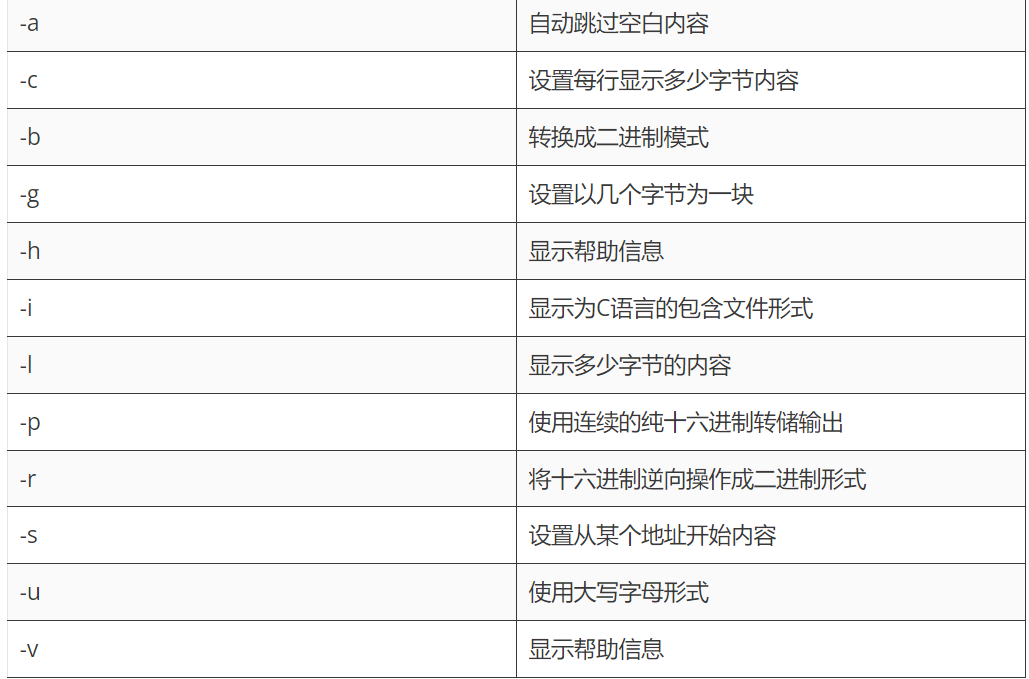 -a 自动跳过空白内容
-c 设置每行显示多少字节内容
-b 转换成二进制模式
-g 设置以几个字节为一块
-h 显示帮助信息
-i 显示为C语言的包含文件形式
-l 显示多少字节的内容
-p 使用连续的纯十六进制转储输出
-r 将十六进制逆向操作成二进制形式
-s 设置从某个地址开始内容
-u 使用大写字母形式
-v 显示帮助信息